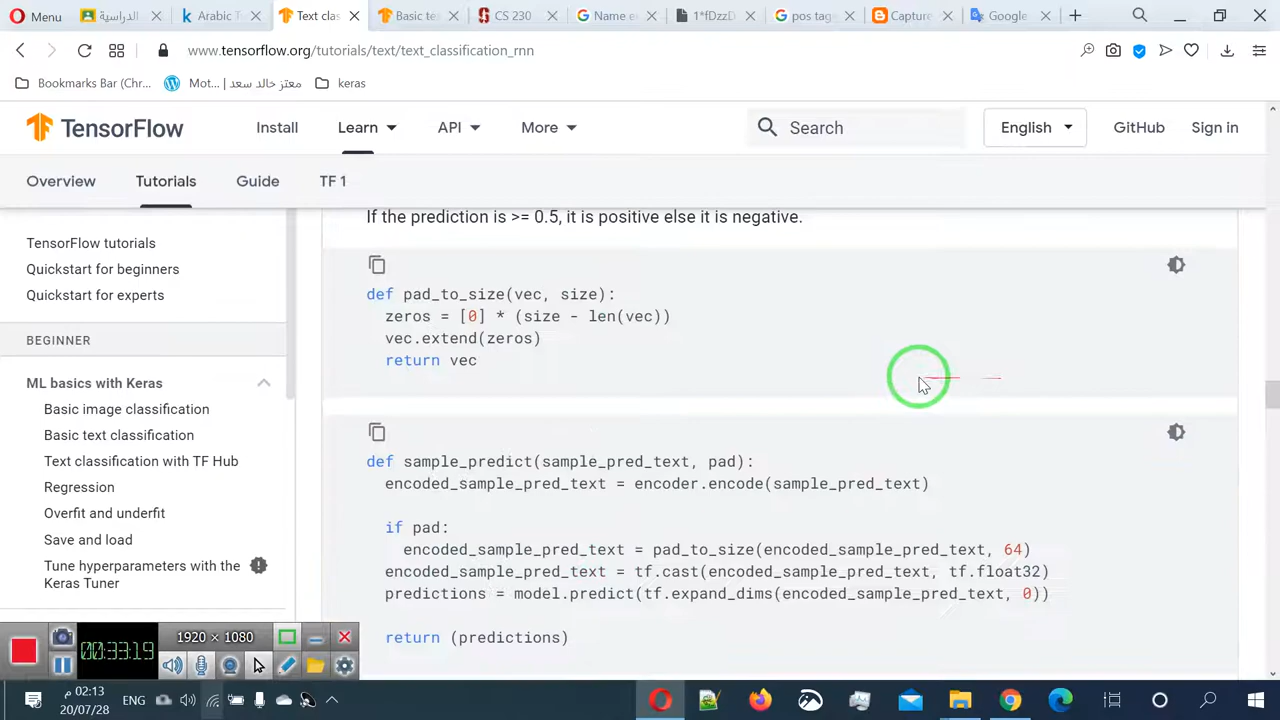 الدراسية
Arabic T
Text clas
Basic te
CS 230
Name e
1*fDzzD
pos tag
Capture
Google
www.tensorflow.org/tutorials/text/text_classification_rnn
Bookmarks Bar (Chr...
Mot... | معتز خالد سعد
keras
TensorFlow
Install
Learn
API
More
Search
English
GitHub
Sign in
Overview
Tutorials
Guide
TF 1
TensorFlow tutorials
Quickstart for beginners
Quickstart for experts
BEGINNER
ML basics with Keras
Basic image classification
Basic text classification
Text classification with TF Hub
Regression
Overfit and underfit
Save and load
Tune hyperparameters with the
Keras Tuner
If the prediction is >= 0.5, it is positive else it is negative.
def pad_to_size(vec, size):
zeros = [0] * (size - len(vec))
vec.extend(zeros)
return vec
def sample_predict(sample_pred_text, pad):
encoded_sample_pred_text = encoder.encode(sample_pred_text)
if pad:
encoded_sample_pred_text = pad_to_size(encoded_sample_pred_text, 64)
encoded_sample_pred_text = tf.cast(encoded_sample_pred_text, tf.float32)
predictions = model.predict(tf.expand_dims(encoded_sample_pred_text, 0))
return (predictions)
00:33:19
1920 × 1080
02:13 م
20/07/28
ENG